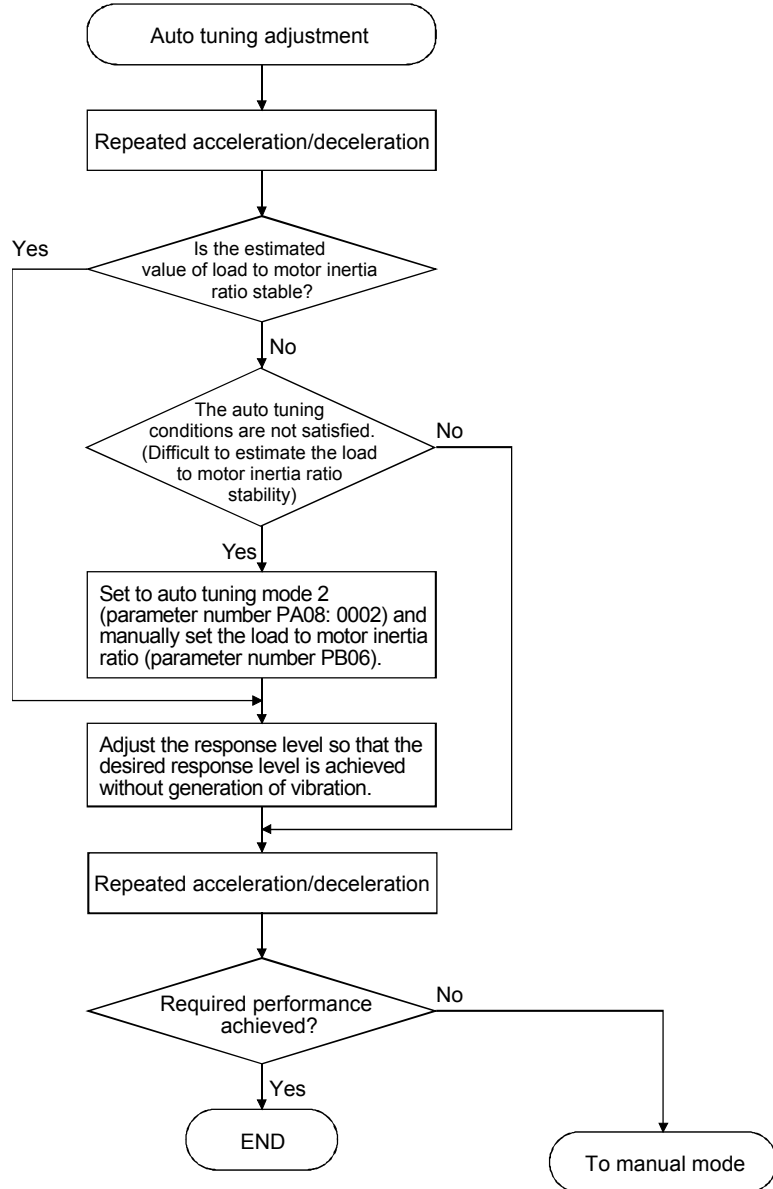 Auto tuning adjustment
Repeated acceleration/deceleration
Yes
Is the estimated
value of load to motor inertia
ratio stable?
No
The auto tuning
conditions are not satisfied.
(Difficult to estimate the load
to motor inertia ratio
stability)
No
Yes
Set to auto tuning mode 2
(parameter number PA08: 0002) and
manually set the load to motor inertia
ratio (parameter number PB06).
Adjust the response level so that the
desired response level is achieved
without generation of vibration.
Repeated acceleration/deceleration
Required performance
achieved?
No
Yes
END
To manual mode